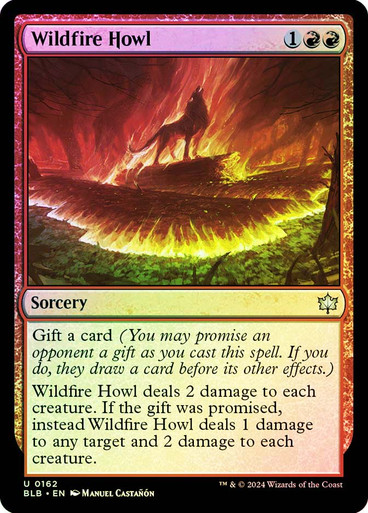 Wildfire Howl 1
Sorcery
Gift a card (You may promise an
opponent a gift as you cast this spell. If you
do, they draw a card before its other effects.)
Wildfire Howl deals 2 damage to each
creature. If the gift was promised,
instead Wildfire Howl deals 1 damage
to any target and 2 damage to each
creature.
U 0162
BLB • EN MANUEL CASTAÑÓN
™ & © 2024 Wizards of the Coast